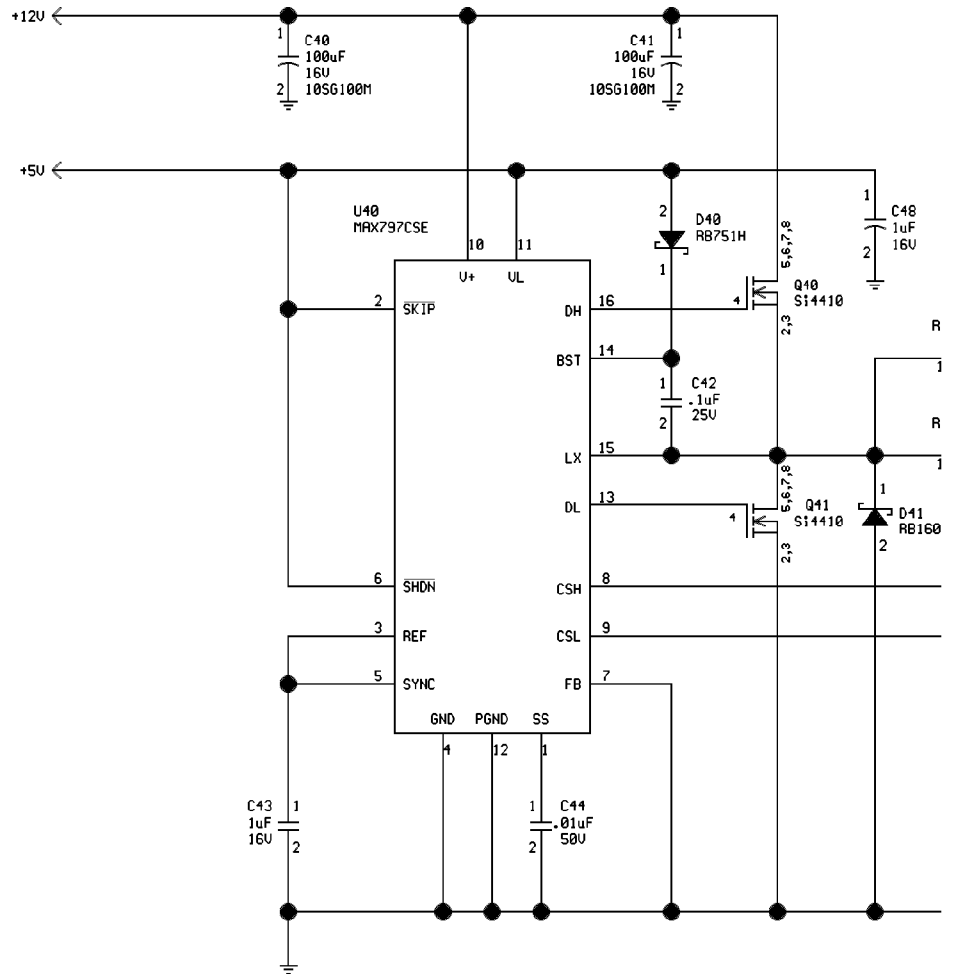 +12V
1
C40
100uF
16V
2
10SG100M
C41
1
100uF
16V
10SG100M
2
+5V
U40
MAX797CSE
10
11
V+
VL
2
D40
RB751H
1
1
C48
1uF
16V
2
5,6,7,8
Q40
Si4410
4
2,3
2
SKIP
DH
16
BST
14
1
C42
.1uF
25V
2
R
1
R
1
LX
15
DL
13
5,6,7,8
Q41
Si4410
4
2,3
1
D41
RB160
2
6
SHDN
CSH
8
3
REF
CSL
9
5
SYNC
FB
7
GND
PGND
SS
4
12
1
C43
1
1uF
16V
2
1
C44
.01uF
50V
2